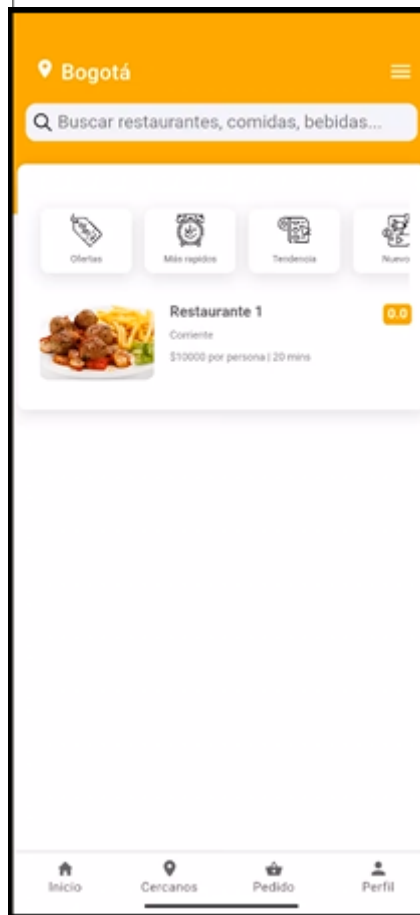 Bogotá
Buscar restaurantes, comidas, bebidas...
Ofertas
Más rapidos
Tendencia
Nuevo
Restaurante 1
0.0
Corriente
$10000 por persona | 20 mins
Inicio
Cercanos
Pedido
Perfil